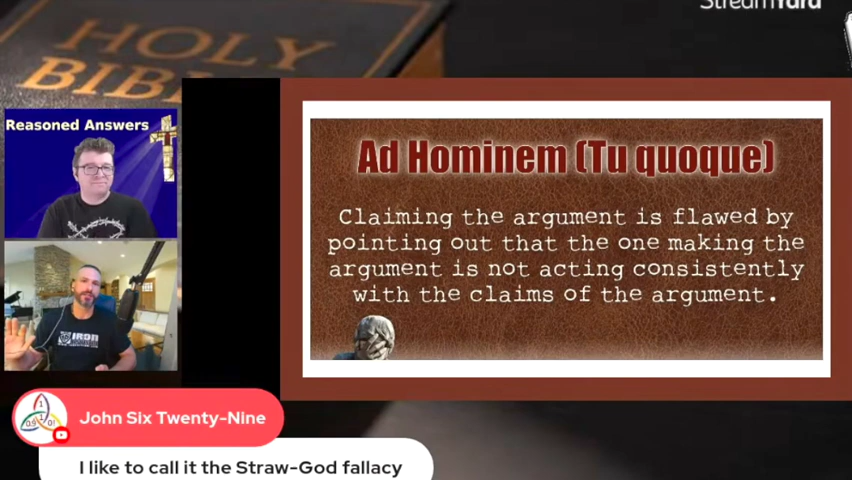 StreamYard
HOLY
BIB
Reasoned Answers
Ad Hominem (Tu quoque)
Claiming the argument is flawed by
pointing out that the one making the
argument is not acting consistently
with the claims of the argument.
IRON
John Six Twenty-Nine
I like to call it the Straw-God fallacy